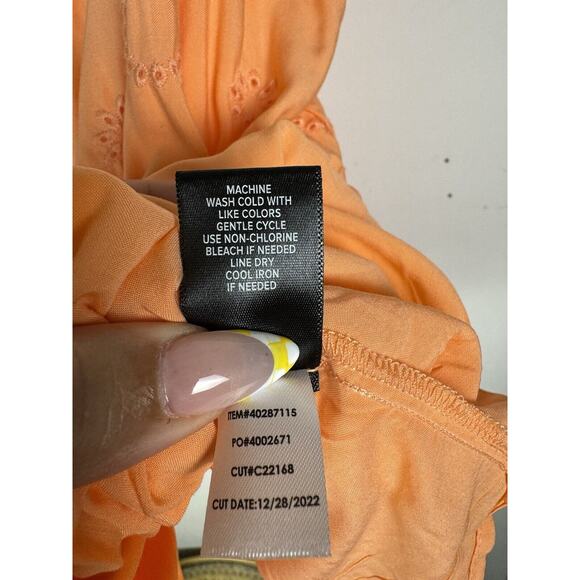 MACHINE
WASH COLD WITH
LIKE COLORS
GENTLE CYCLE
USE NON-CHLORINE
BLEACH IF NEEDED
LINE DRY
COOL IRON
IF NEEDED
ITEM#40287115
PO#4002671
CUT#C22168
CUT DATE:12/28/2022